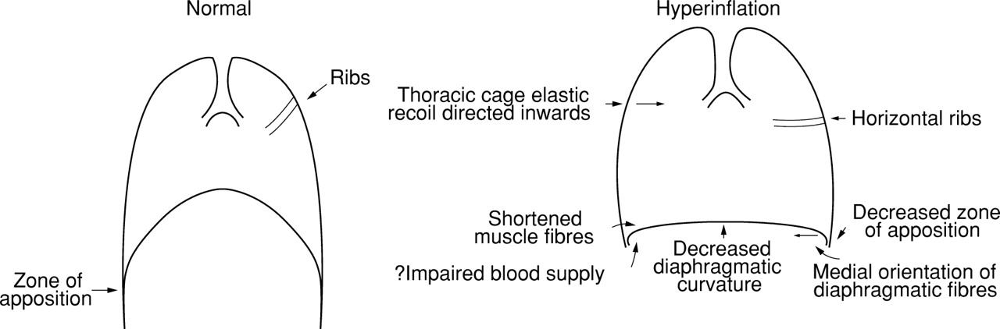 Normal
Ribs
Zone of
apposition
Hyperinflation
Thoracic cage elastic
recoil directed inwards
Horizontal ribs
Shortened
muscle fibres
?Impaired blood supply
Decreased
diaphragmatic
curvature
Decreased zone
of apposition
Medial orientation of
diaphragmatic fibres